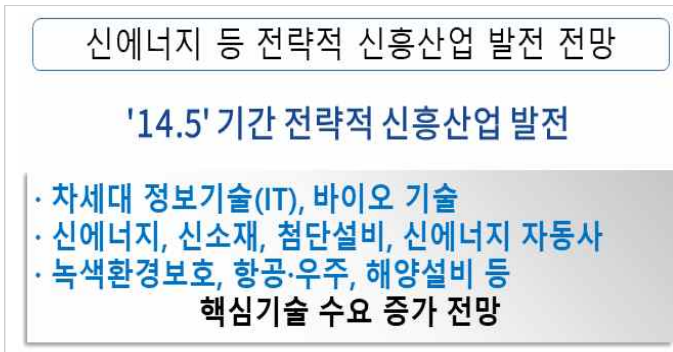 신에너지 등 전략적 신흥산업 발전 전망
'14.5' 기간 전략적 신흥산업 발전
· 차세대 정보기술(IT), 바이오 기술
· 신에너지, 신소재, 첨단설비, 신에너지 자동사
· 녹색환경보호, 항공·우주, 해양설비 등
핵심기술 수요 증가 전망